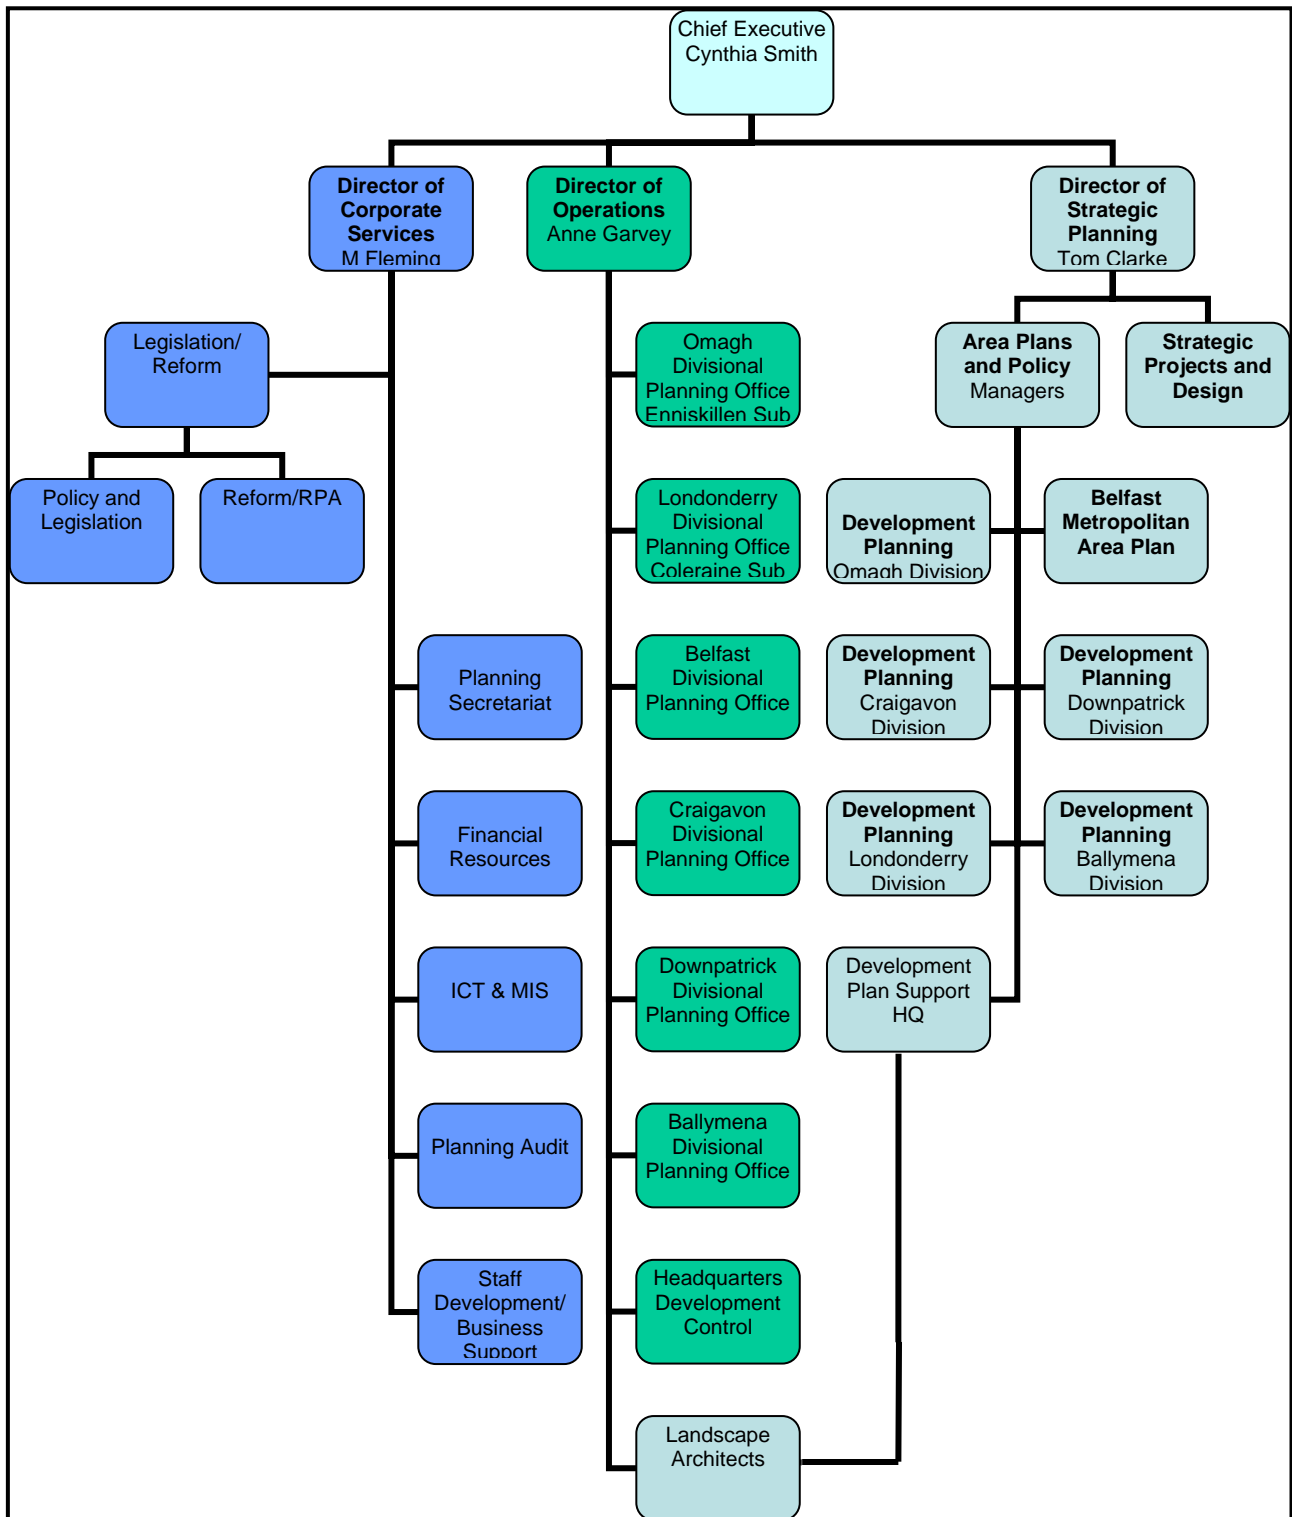 Chief Executive
Cynthia Smith
Director of
Corporate
Services
M Fleming
Director of
Operations
Anne Garvey
Director of
Strategic
Planning
Tom Clarke
Legislation/
Reform
Omagh
Divisional
Planning Office
Enniskillen Sub
Area Plans
and Policy
Managers
Strategic
Projects and
Design
Policy and
Legislation
Reform/RPA
Londonderry
Divisional
Planning Office
Coleraine Sub
Development
Planning
Omagh Division
Belfast
Metropolitan
Area Plan
Planning
Secretariat
Belfast
Divisional
Planning Office
Development
Planning
Craigavon
Division
Development
Planning
Downpatrick
Division
Financial
Resources
Craigavon
Divisional
Planning Office
Development
Planning
Londonderry
Division
Development
Planning
Ballymena
Division
ICT & MIS
Downpatrick
Divisional
Planning Office
Development
Plan Support
HQ
Planning Audit
Ballymena
Divisional
Planning Office
Staff
Development/
Business
Support
Headquarters
Development
Control
Landscape
Architects